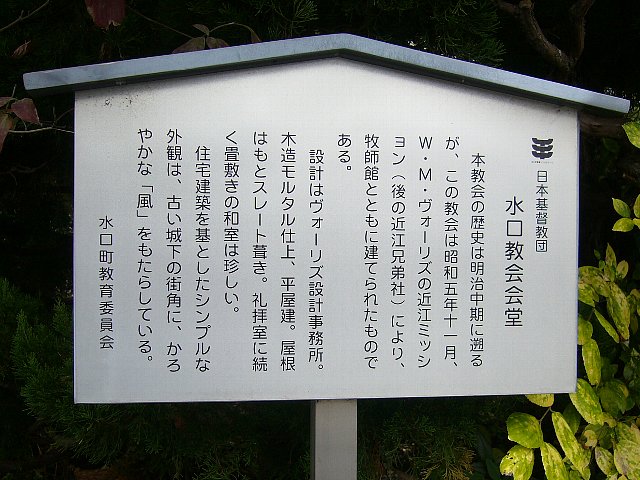 日本基督教団
水口教会会堂
本教会の歴史は明治中期に遡る
が、この教会は昭和五年十一月、
W・M・ヴォーリズの近江ミッシ
ョン（後の近江兄弟社）により、
牧師館とともに建てられたもので
ある。
設計はヴォーリズ設計事務所。
木造モルタル仕上、平屋建。屋根
はもとスレート葺き。礼拝室に続
く畳敷きの和室は珍しい。
住宅建築を基としたシンプルな
外観は、古い城下の街角に、かろ
やかな「風」をもたらしている。
水口町教育委員会